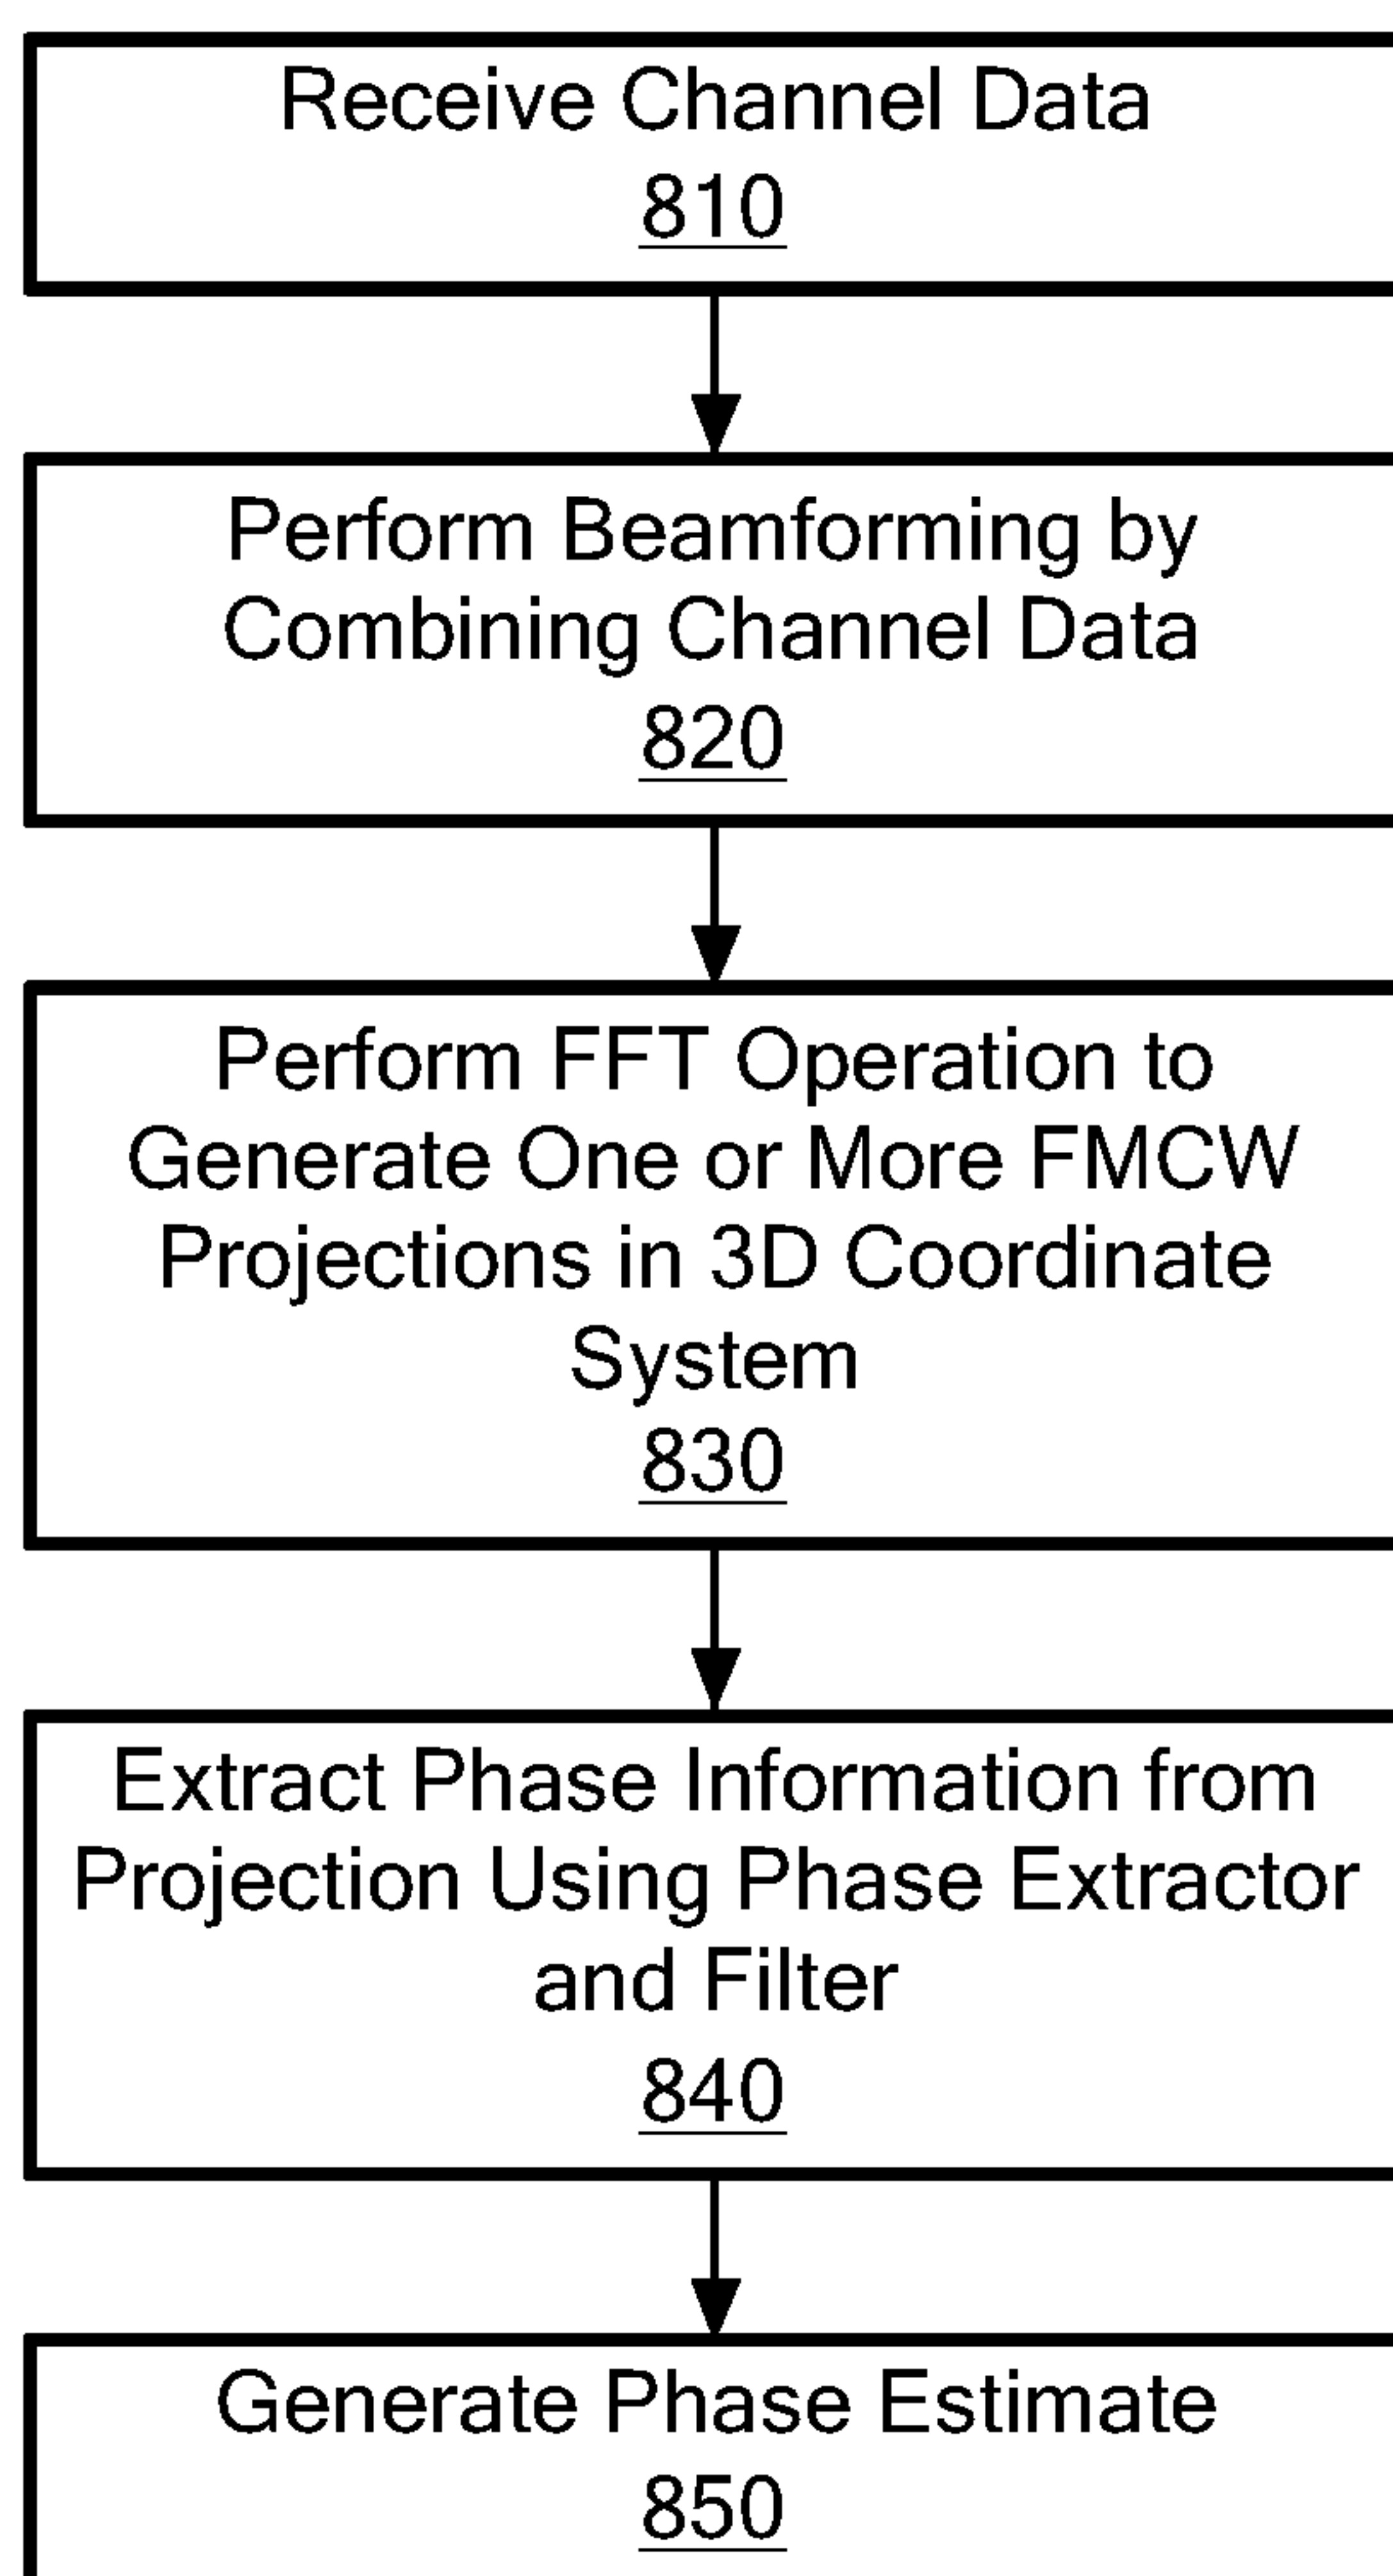 Receive Channel Data
810
Perform Beamforming by
Combining Channel Data
820
Perform FFT Operation to
Generate One or More FMCW
Projections in 3D Coordinate
System
830
Extract Phase Information from
Projection Using Phase Extractor
and Filter
840
Generate Phase Estimate
850